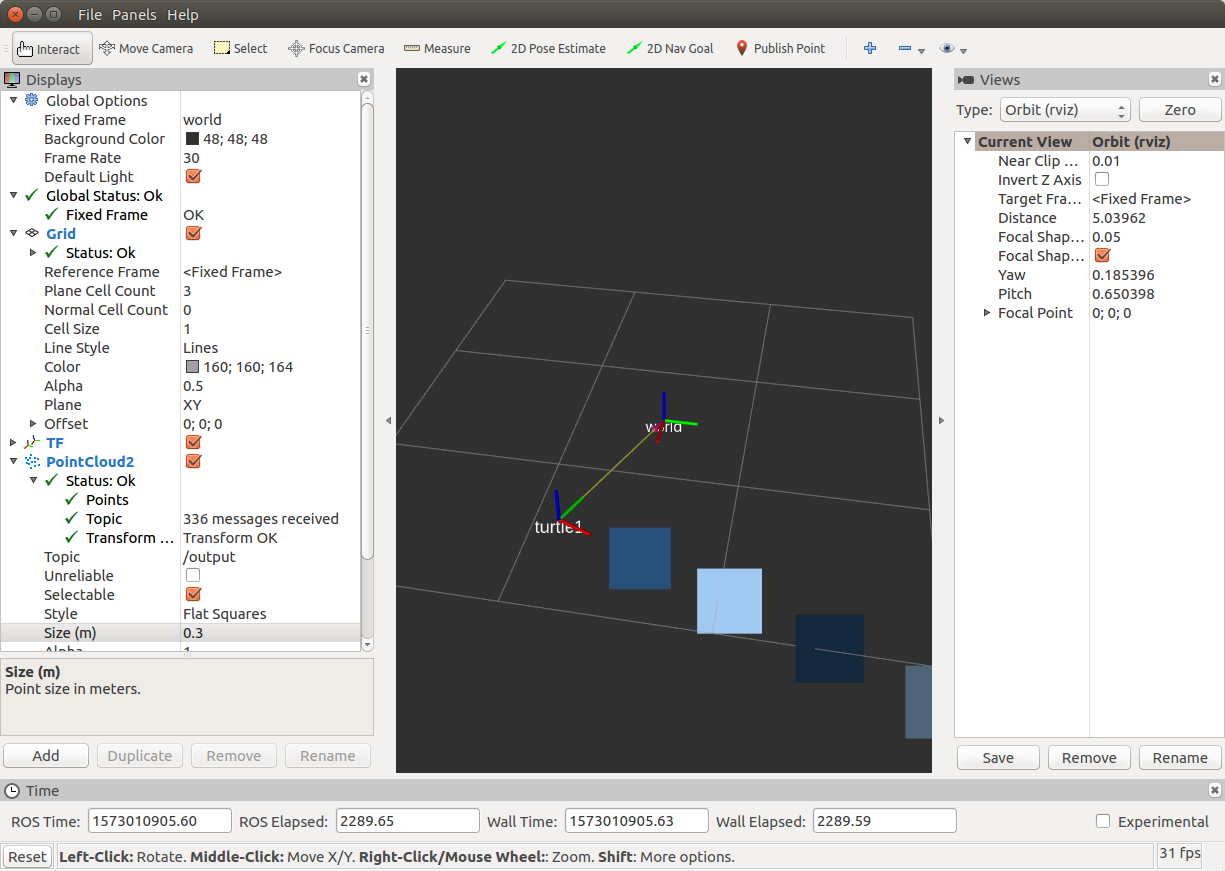 File Panels Help
Interact Move Camera Select Focus Camera Measure 2D Pose Estimate 2D Nav Goal Publish Point
Displays
Global Options
Fixed Frame world
Background Color 48; 48; 48
Frame Rate 30
Default Light
Global Status: Ok
Fixed Frame OK
Grid
Status: Ok
Reference Frame <Fixed Frame>
Plane Cell Count 3
Normal Cell Count 0
Cell Size 1
Line Style Lines
Color 160; 160; 164
Alpha 0.5
Plane XY
Offset 0; 0; 0
TF
PointCloud2
Status: Ok
Points
Topic 336 messages received
Transform ... Transform OK
Topic /output
Unreliable
Selectable
Style Flat Squares
Size (m) 0.3
Alpha 1
Size (m)
Point size in meters.
Add Duplicate Remove Rename
world
turtle1
Views
Type: Orbit (rviz) Zero
Current View Orbit (rviz)
Near Clip ... 0.01
Invert Z Axis
Target Fra... <Fixed Frame>
Distance 5.03962
Focal Shap... 0.05
Focal Shap...
Yaw 0.185396
Pitch 0.650398
Focal Point 0; 0; 0
Save Remove Rename
Time
ROS Time: 1573010905.60 ROS Elapsed: 2289.65 Wall Time: 1573010905.63 Wall Elapsed: 2289.59 Experimental
Reset Left-Click: Rotate. Middle-Click: Move X/Y. Right-Click/Mouse Wheel:: Zoom. Shift: More options. 31 fps